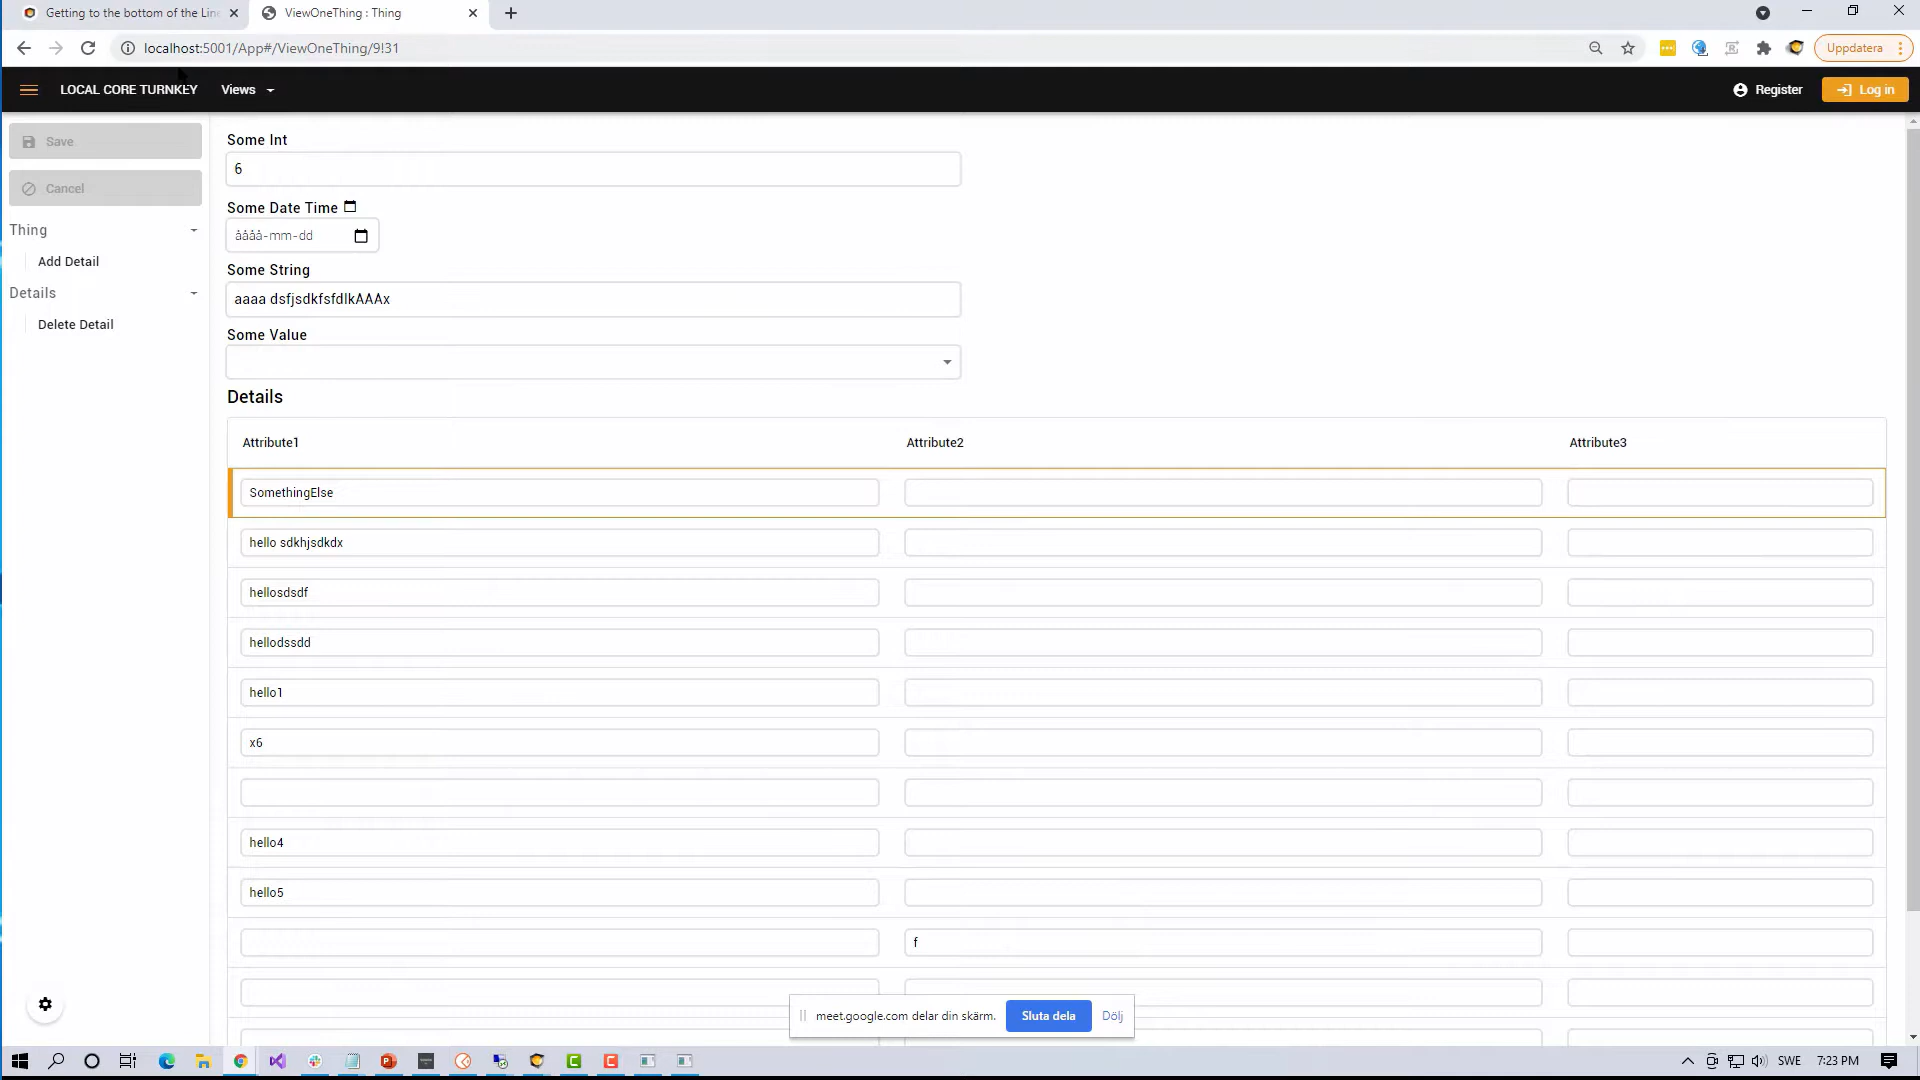 Getting to the bottom of the Line
ViewOneThing : Thing
localhost:5001/App#/ViewOneThing/9!31
Uppdatera
LOCAL CORE TURNKEY
Views
Register
Log in
Save
Cancel
Thing
Add Detail
Details
Delete Detail
Some Int
6
Some Date Time
åååå-mm-dd
Some String
aaaa dsfjsdkfsfdlkAAAx
Some Value
Details
Attribute1 Attribute2 Attribute3
SomethingElse
hello sdkhjsdkdx
hellosdsdf
hellodssdd
hello1
x6
hello4
hello5
f
meet.google.com delar din skärm.
Sluta dela
Dölj
SWE
7:23 PM